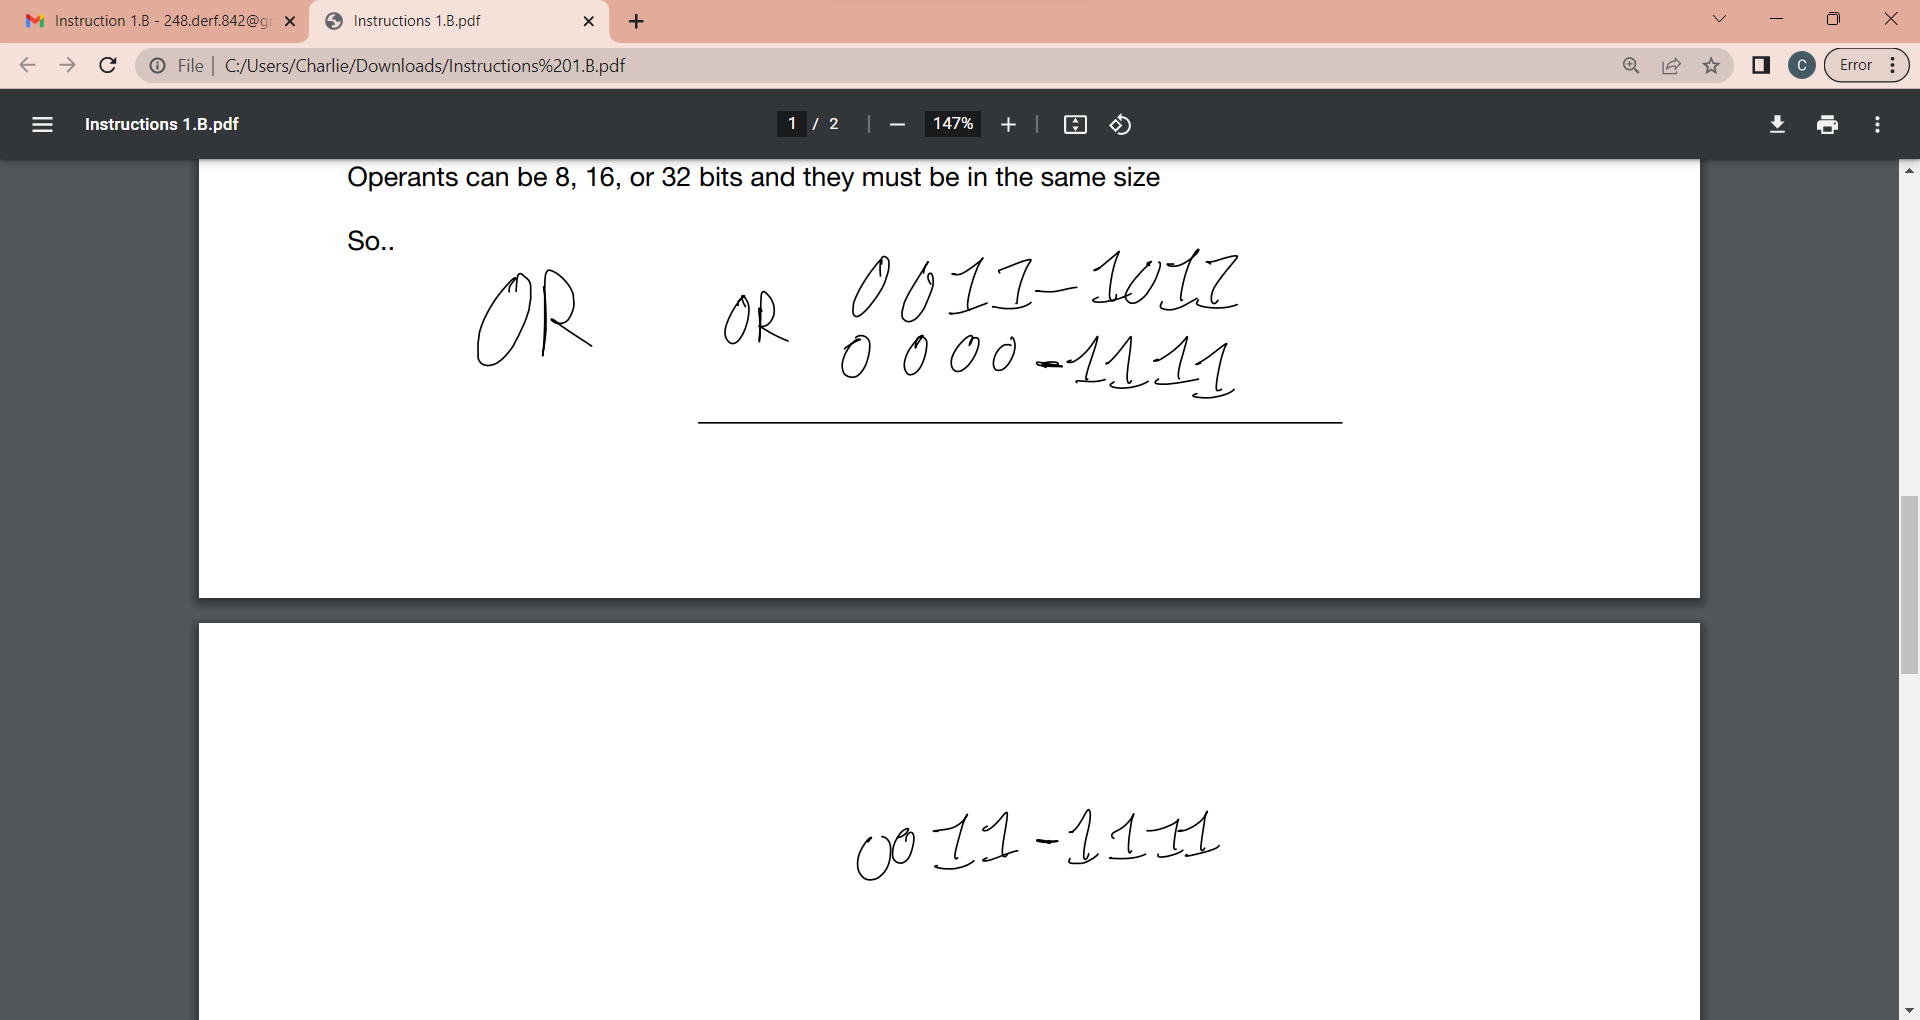 Instruction 1.B - 248.derf.842@gr
Instructions 1.B.pdf
File | C:/Users/Charlie/Downloads/Instructions%201.B.pdf
C
Error
Instructions 1.B.pdf
1 / 2
147%
Operants can be 8, 16, or 32 bits and they must be in the same size
So..
OR
OR 0011-1011
0000-1111
0011-1111